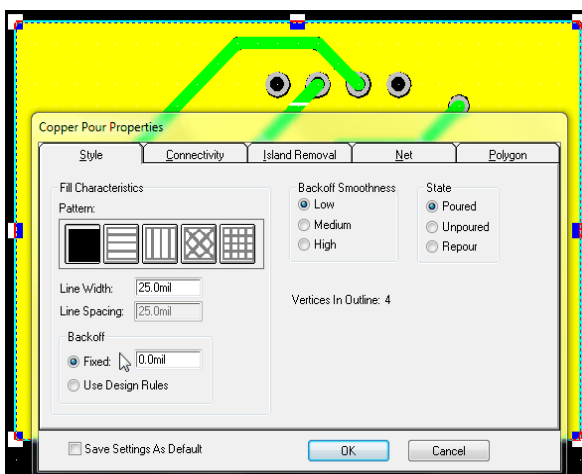 Copper Pour Properties
Style Connectivity Island Removal Net Polygon
Fill Characteristics
Pattern:
Line Width: 25.0mil
Line Spacing: 25.0mil
Backoff
Fixed: 0.0mil
Use Design Rules
Backoff Smoothness
Low
Medium
High
State
Poured
Unpoured
Repour
Vertices In Outline: 4
Save Settings As Default OK Cancel